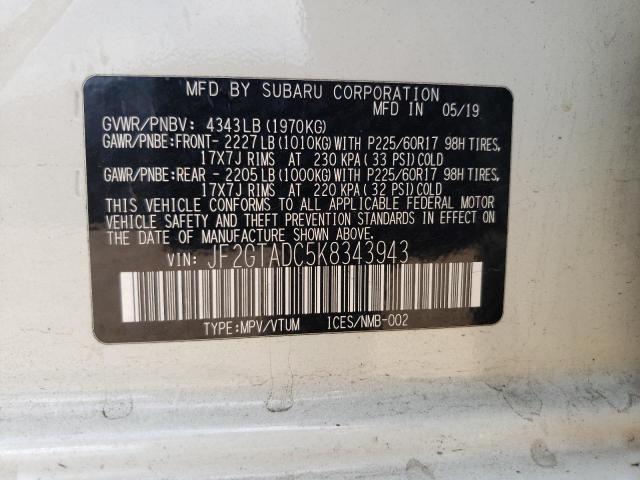 MFD BY SUBARU CORPORATION
MFD IN 05/19
GVWR/PNBV: 4343LB(1970KG)
GAWR/PNBE:FRONT- 2227LB(1010KG)WITH P225/60R17 98H TIRES,
17X7J RIMS AT 230 KPA(33 PSI)COLD
GAWR/PNBE:REAR - 2205LB(1000KG)WITH P225/60R17 98H TIRES,
17X7J RIMS AT 220 KPA(32 PSI)COLD
THIS VEHICLE CONFORMS TO ALL APPLICABLE FEDERAL MOTOR
VEHICLE SAFETY AND THEFT PREVENTION STANDARDS IN EFFECT ON
THE DATE OF MANUFACTURE SHOWN ABOVE.
VIN: JF2GTADC5K8343943
TYPE:MPV/VTUM ICES/NMB-002